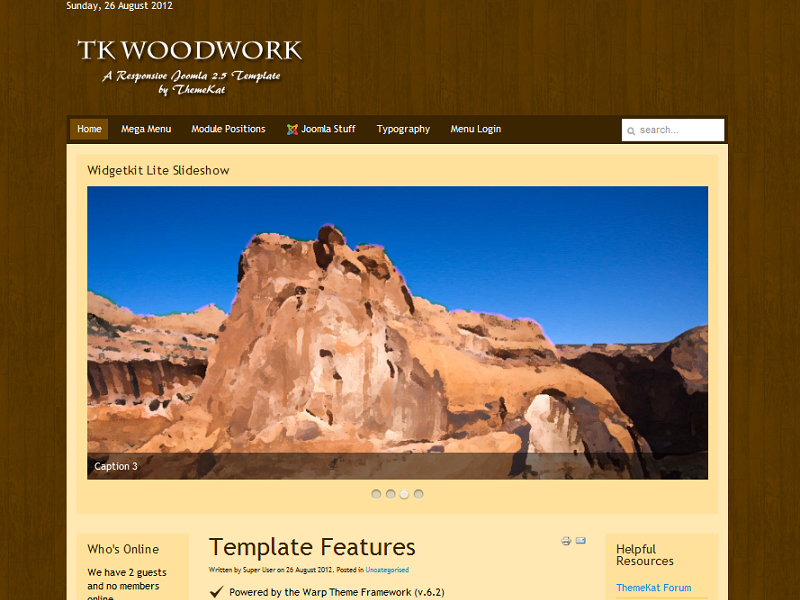 Sunday, 26 August 2012
TK WOODWORK
A Responsive Joomla 2.5 Template
by ThemeKat
Home Mega Menu Module Positions Joomla Stuff Typography Menu Login search...
Widgetkit Lite Slideshow
Caption 3
Who's Online
We have 2 guests
and no members
online
Template Features
Written by Super User on 26 August 2012. Posted in Uncategorised
Powered by the Warp Theme Framework (v.6.2)
Helpful
Resources
ThemeKat Forum